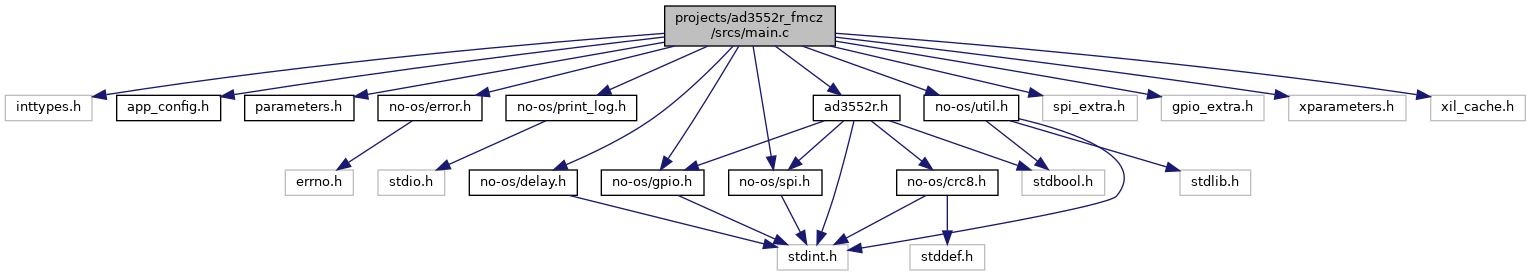 projects/ad3552r_fmcz
/srcs/main.c
inttypes.h
app_config.h
parameters.h
no-os/error.h
no-os/print_log.h
ad3552r.h
no-os/util.h
spi_extra.h
gpio_extra.h
xparameters.h
xil_cache.h
errno.h
stdio.h
no-os/delay.h
no-os/gpio.h
no-os/spi.h
no-os/crc8.h
stdbool.h
stdlib.h
stdint.h
stddef.h